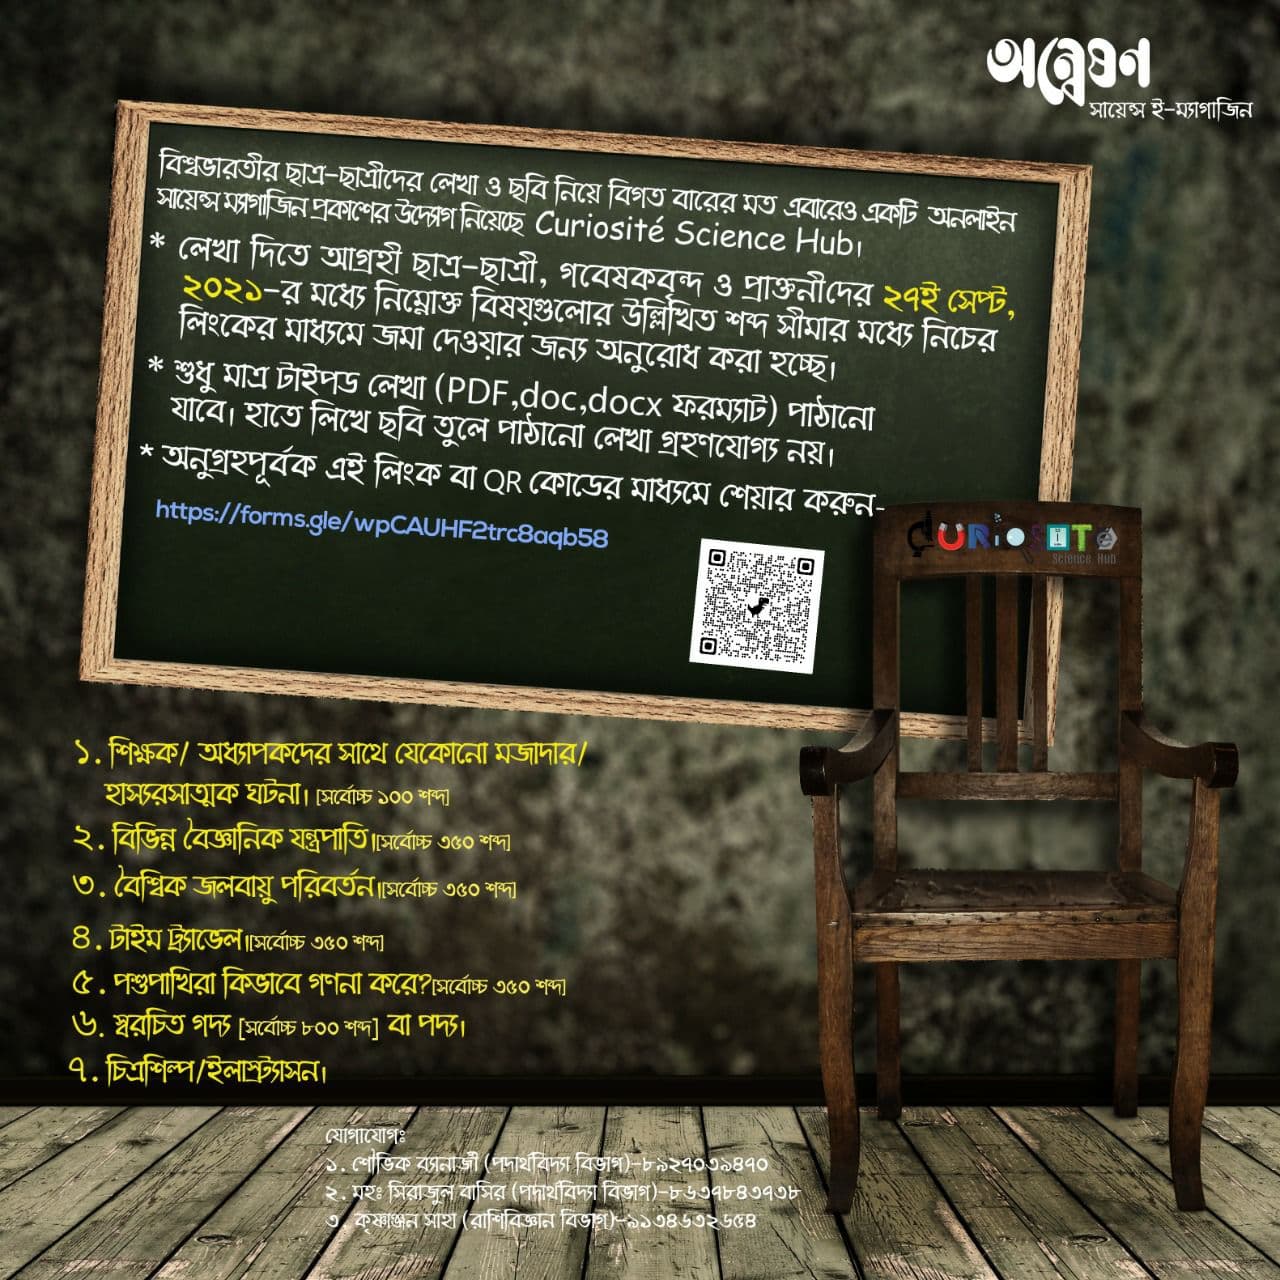 অন্বেষণ
সায়েন্স ই-ম্যাগাজিন
বিশ্বভারতীর ছাত্র-ছাত্রীদের লেখা ও ছবি নিয়ে বিগত বারের মত এবারেও একটি অনলাইন
সায়েন্স ম্যাগাজিন প্রকাশের উদ্যোগ নিয়েছে Curiosité Science Hub।
* লেখা দিতে আগ্রহী ছাত্র-ছাত্রী, গবেষকবৃন্দ ও প্রাক্তনীদের ২৭ই সেপ্ট,
২০২১-র মধ্যে নিম্নোক্ত বিষয়গুলোর উল্লিখিত শব্দ সীমার মধ্যে নিচের
লিংকের মাধ্যমে জমা দেওয়ার জন্য অনুরোধ করা হচ্ছে।
* শুধু মাত্র টাইপড লেখা (PDF,doc,docx ফরম্যাট) পাঠানো
যাবে। হাতে লিখে ছবি তুলে পাঠানো লেখা গ্রহণযোগ্য নয়।
* অনুগ্রহপূর্বক এই লিংক বা QR কোডের মাধ্যমে শেয়ার করুন-
https://forms.gle/wpCAUHF2trc8aqb58
CURIOSITE
Science Hub
১. শিক্ষক/ অধ্যাপকদের সাথে যেকোনো মজাদার/
হাস্যরসাত্মক ঘটনা। [সর্বোচ্চ ১০০ শব্দ]
২. বিভিন্ন বৈজ্ঞানিক যন্ত্রপাতি।[সর্বোচ্চ ৩৫০ শব্দ]
৩. বৈশ্বিক জলবায়ু পরিবর্তন।[সর্বোচ্চ ৩৫০ শব্দ]
৪. টাইম ট্র্যাভেল।[সর্বোচ্চ ৩৫০ শব্দ]
৫. পশুপাখিরা কিভাবে গণনা করে?[সর্বোচ্চ ৩৫০ শব্দ]
৬. স্বরচিত গদ্য [সর্বোচ্চ ৮০০ শব্দ] বা পদ্য।
৭. চিত্রশিল্প/ইলাস্ট্র্যাসন।
যোগাযোগঃ
১. শৌভিক ব্যানার্জী (পদার্থবিদ্যা বিভাগ)-৮৯২৭০৩৯৪৭০
২. মহঃ সিরাজুল বাসির (পদার্থবিদ্যা বিভাগ)-৮৬৩৭৮৪৩৭৩৮
৩. কৃষ্ণাঞ্জন সাহা (রাশিবিজ্ঞান বিভাগ)-৯১৩৪৬৩২৬৫৪